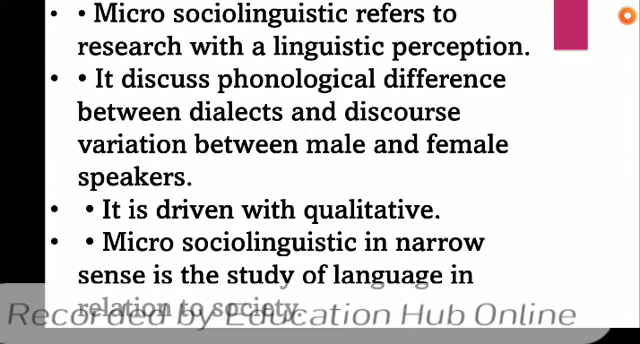 • • Micro sociolinguistic refers to
research with a linguistic perception.
• • It discuss phonological difference
between dialects and discourse
variation between male and female
speakers.
• • It is driven with qualitative.
• • Micro sociolinguistic in narrow
sense is the study of language in
relation to society.
Recorded by Education Hub Online